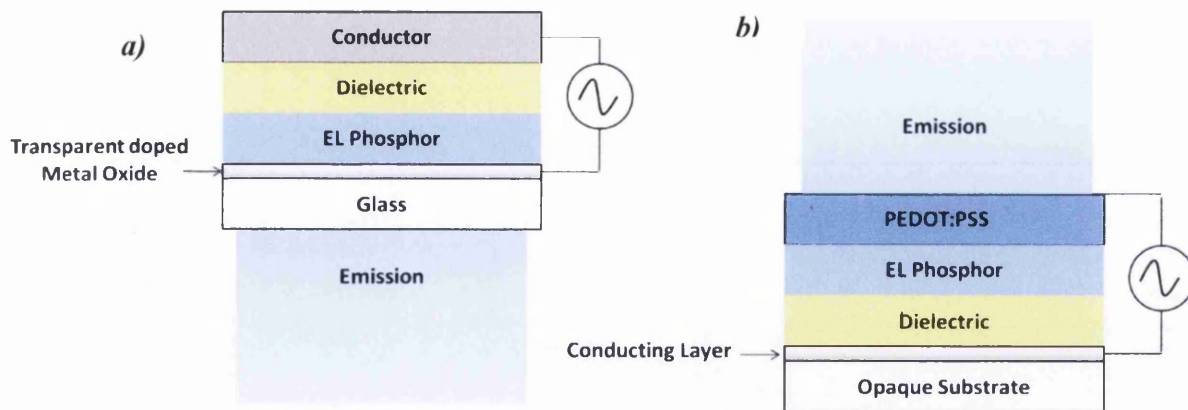 a)
Conductor
Dielectric
EL Phosphor
Transparent doped
Metal Oxide
Glass
Emission
b)
Emission
PEDOT:PSS
EL Phosphor
Dielectric
Conducting Layer
Opaque Substrate